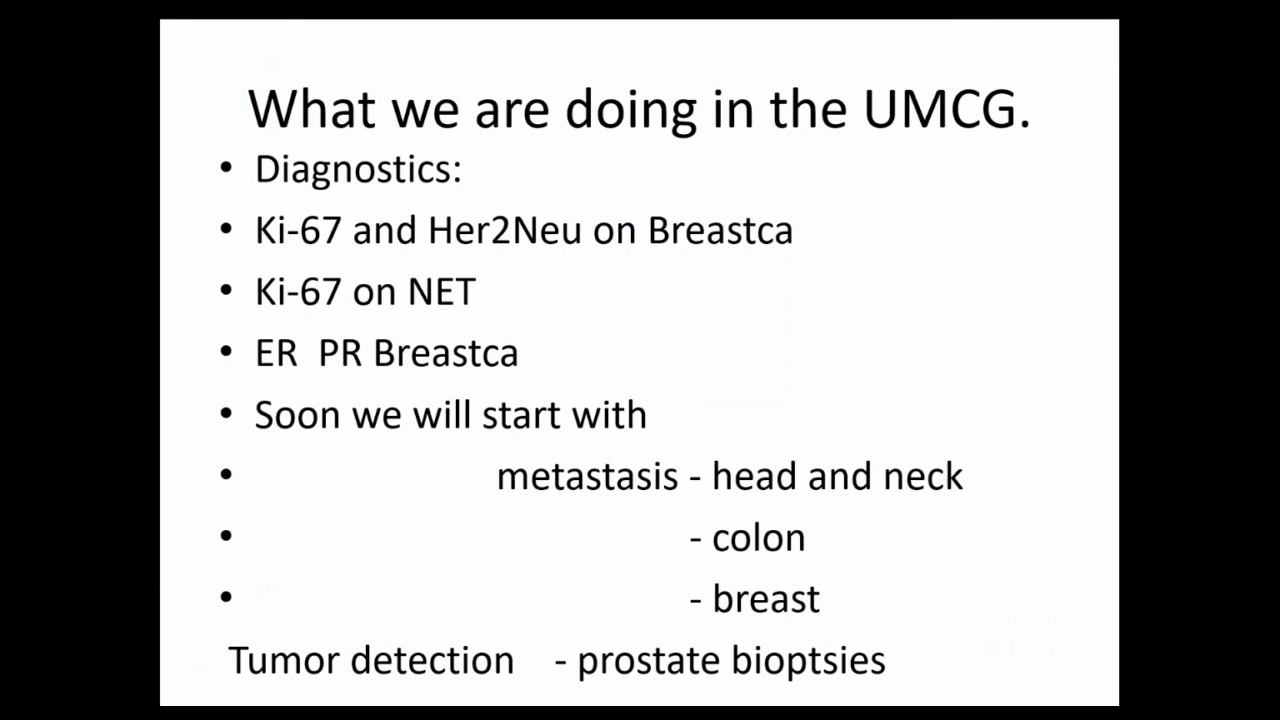 What we are doing in the UMCG.
• Diagnostics:
• Ki-67 and Her2Neu on Breastca
• Ki-67 on NET
• ER  PR Breastca
• Soon we will start with
• metastasis - head and neck
• - colon
• - breast
Tumor detection - prostate bioptsies